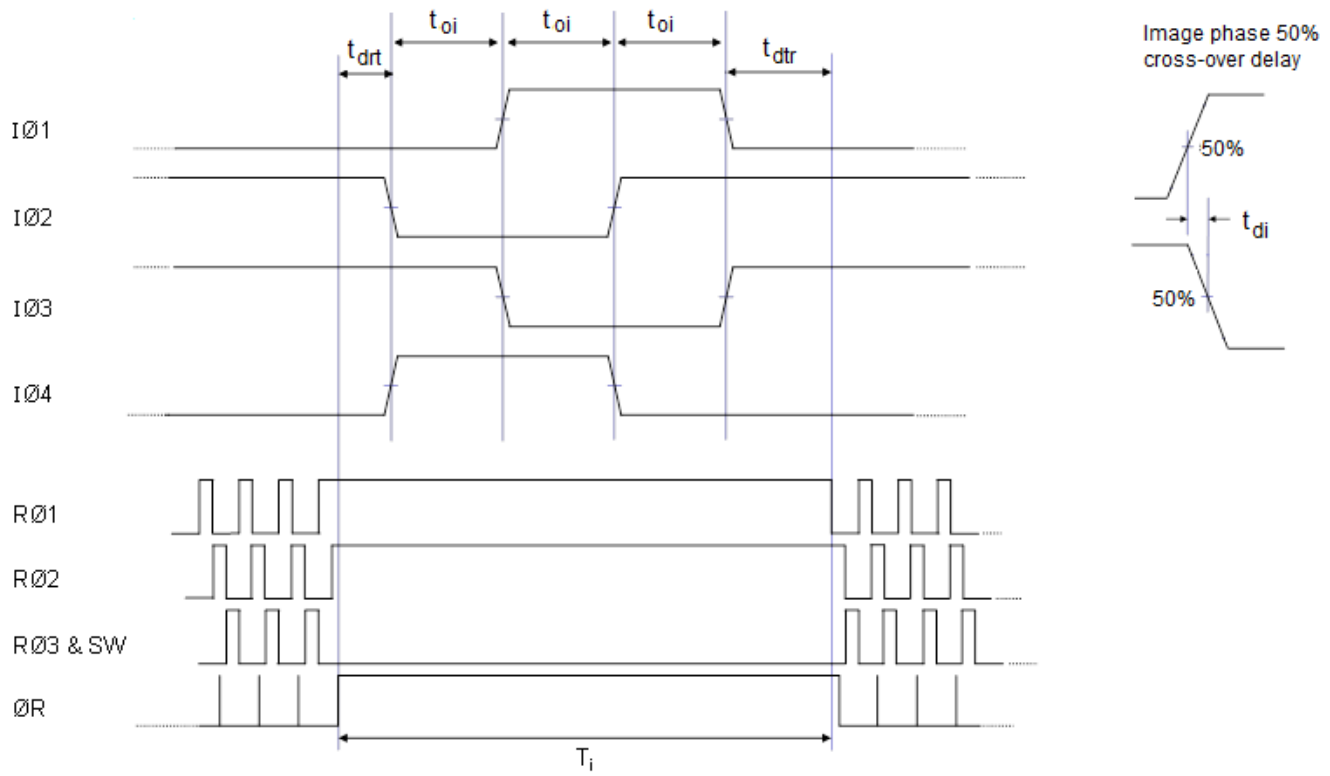 t_oi t_oi t_oi
t_drt t_dtr
Image phase 50%
cross-over delay
IØ1
50%
IØ2
t_di
IØ3
50%
IØ4
RØ1
RØ2
RØ3 & SW
ØR
T_i